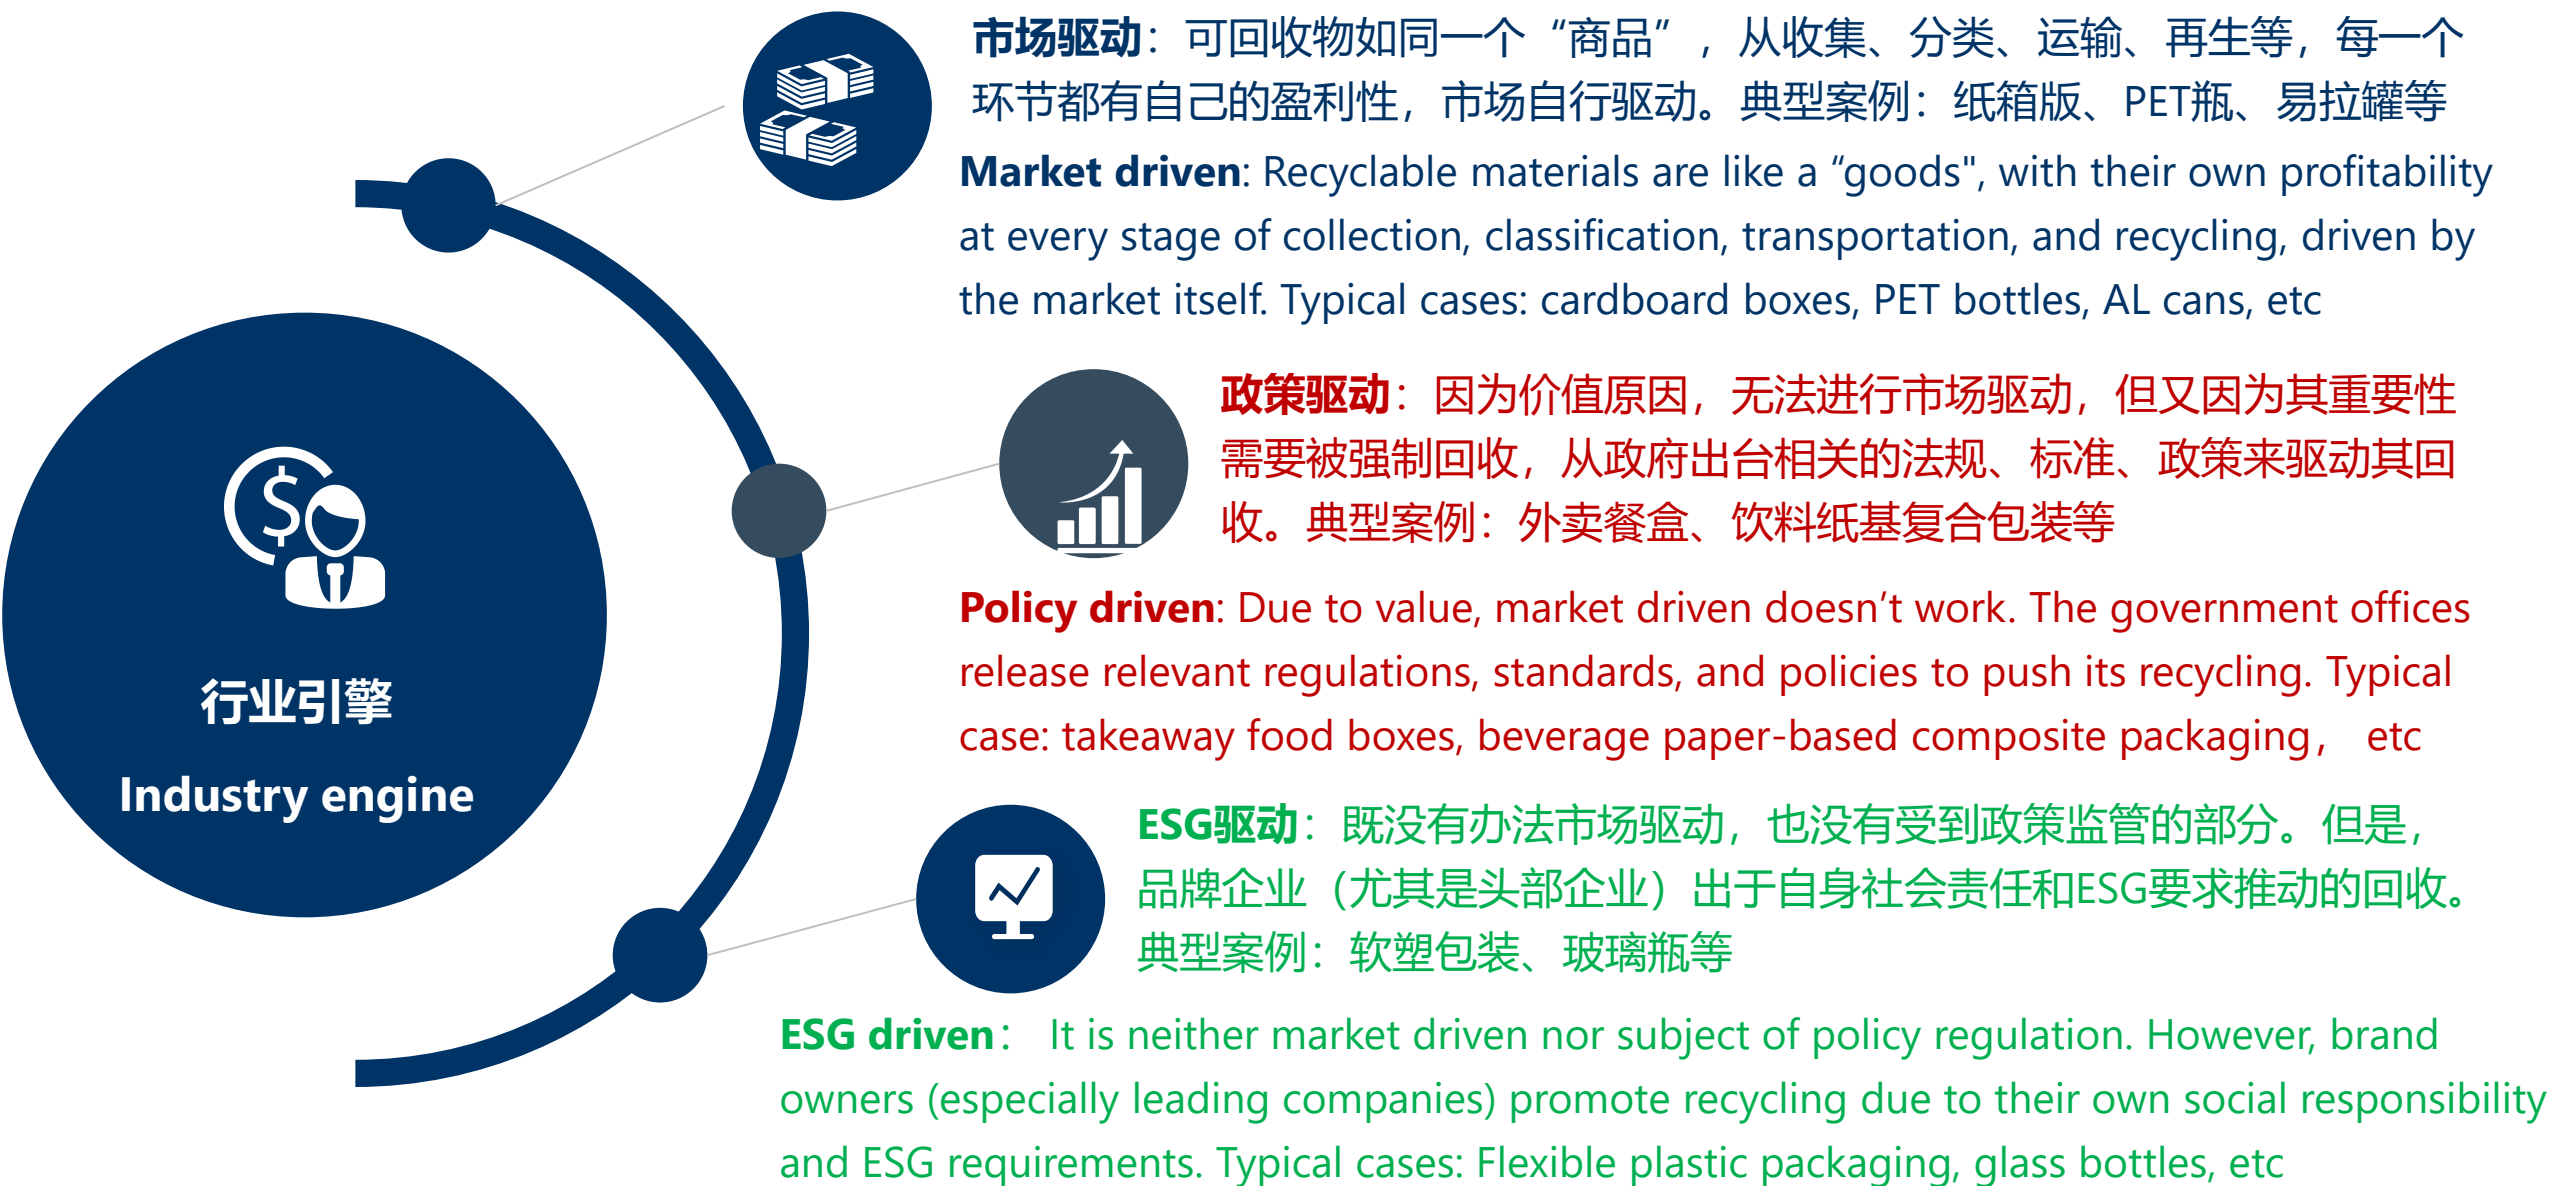 市场驱动：可回收物如同一个“商品”，从收集、分类、运输、再生等，每一个
环节都有自己的盈利性，市场自行驱动。典型案例：纸箱版、PET瓶、易拉罐等
Market driven: Recyclable materials are like a “goods", with their own profitability
at every stage of collection, classification, transportation, and recycling, driven by
the market itself. Typical cases: cardboard boxes, PET bottles, AL cans, etc
政策驱动：因为价值原因，无法进行市场驱动，但又因为其重要性
需要被强制回收，从政府出台相关的法规、标准、政策来驱动其回
收。典型案例：外卖餐盒、饮料纸基复合包装等
Policy driven: Due to value, market driven doesn’t work. The government offices
release relevant regulations, standards, and policies to push its recycling. Typical
case: takeaway food boxes, beverage paper-based composite packaging， etc
行业引擎
Industry engine
ESG驱动：既没有办法市场驱动，也没有受到政策监管的部分。但是，
品牌企业（尤其是头部企业）出于自身社会责任和ESG要求推动的回收。
典型案例：软塑包装、玻璃瓶等
ESG driven： It is neither market driven nor subject of policy regulation. However, brand
owners (especially leading companies) promote recycling due to their own social responsibility
and ESG requirements. Typical cases: Flexible plastic packaging, glass bottles, etc